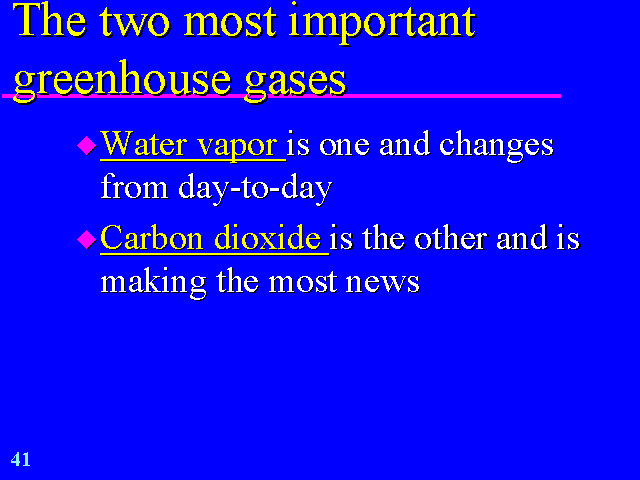 The two most important
greenhouse gases
Water vapor is one and changes
from day-to-day
Carbon dioxide is the other and is
making the most news
41